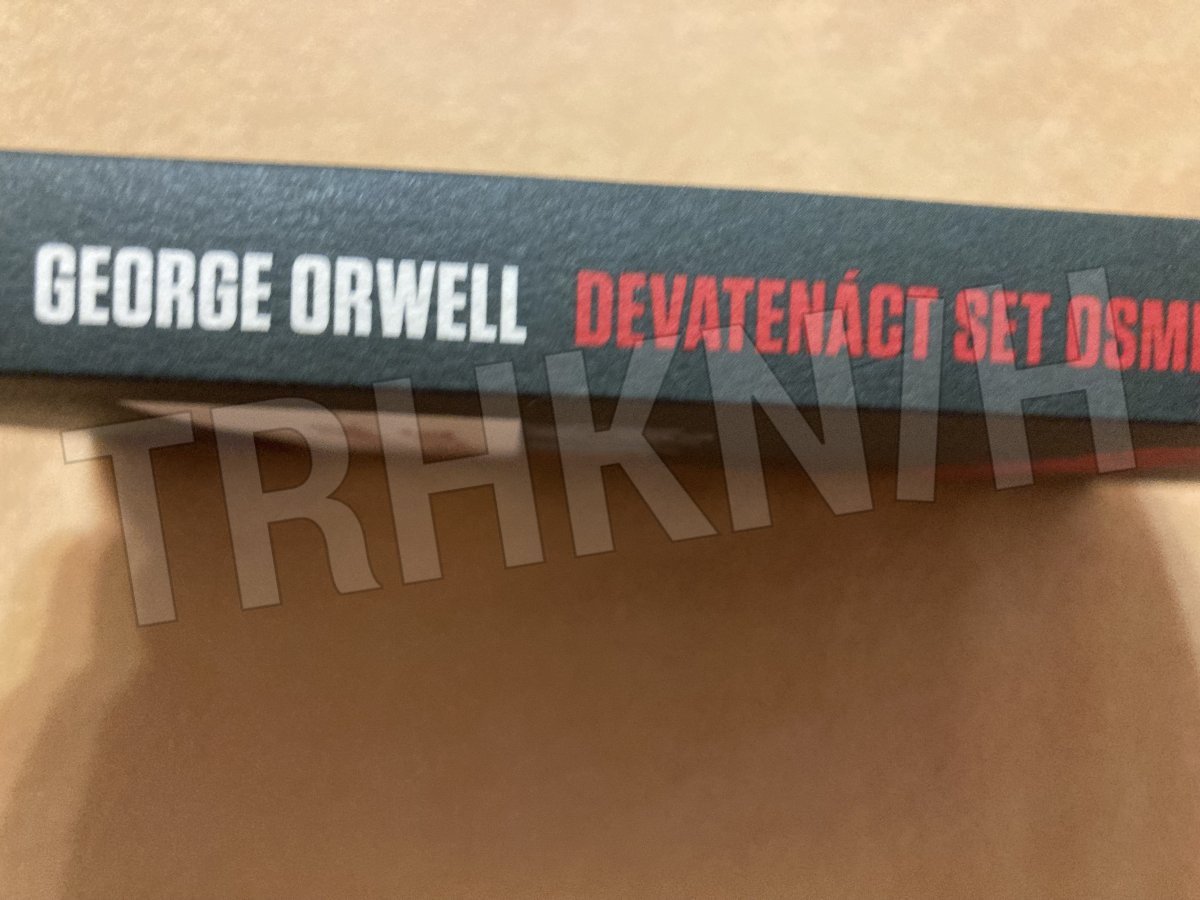 GEORGE ORWELL DEVATENÁCT SET OSM
TRHKNIH